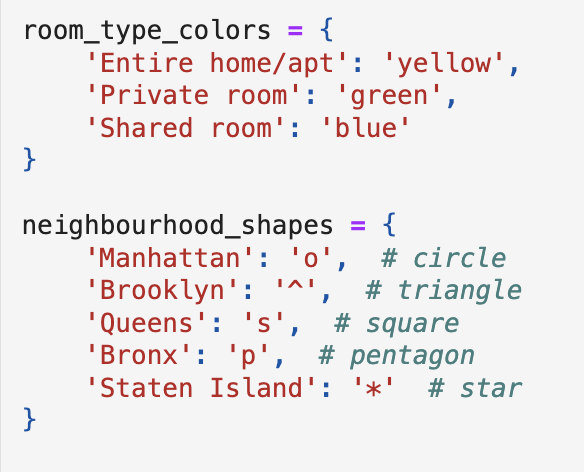 room_type_colors = {
    'Entire home/apt': 'yellow',
    'Private room': 'green',
    'Shared room': 'blue'
}

neighbourhood_shapes = {
    'Manhattan': 'o',  # circle
    'Brooklyn': '^',  # triangle
    'Queens': 's',  # square
    'Bronx': 'p',  # pentagon
    'Staten Island': '*'  # star
}